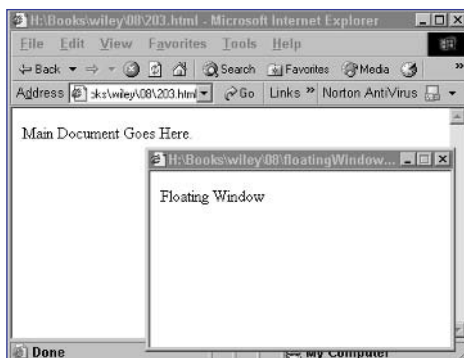 H:\Books\wiley\08\203.html - Microsoft Internet Explorer
File Edit View Favorites Tools Help
Back Search Favorites Media »
Address oks\wiley\08\203.html Go Links » Norton AntiVirus
Main Document Goes Here.
H:\Books\wiley\08\floatingWindow...
Floating Window
Done My Computer